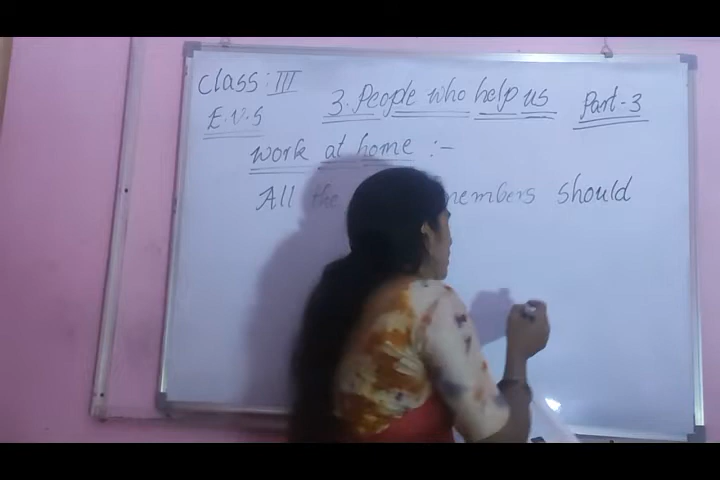 Class: III
3. People who help us Part-3
E.V.S
Work at home :-
All the members should